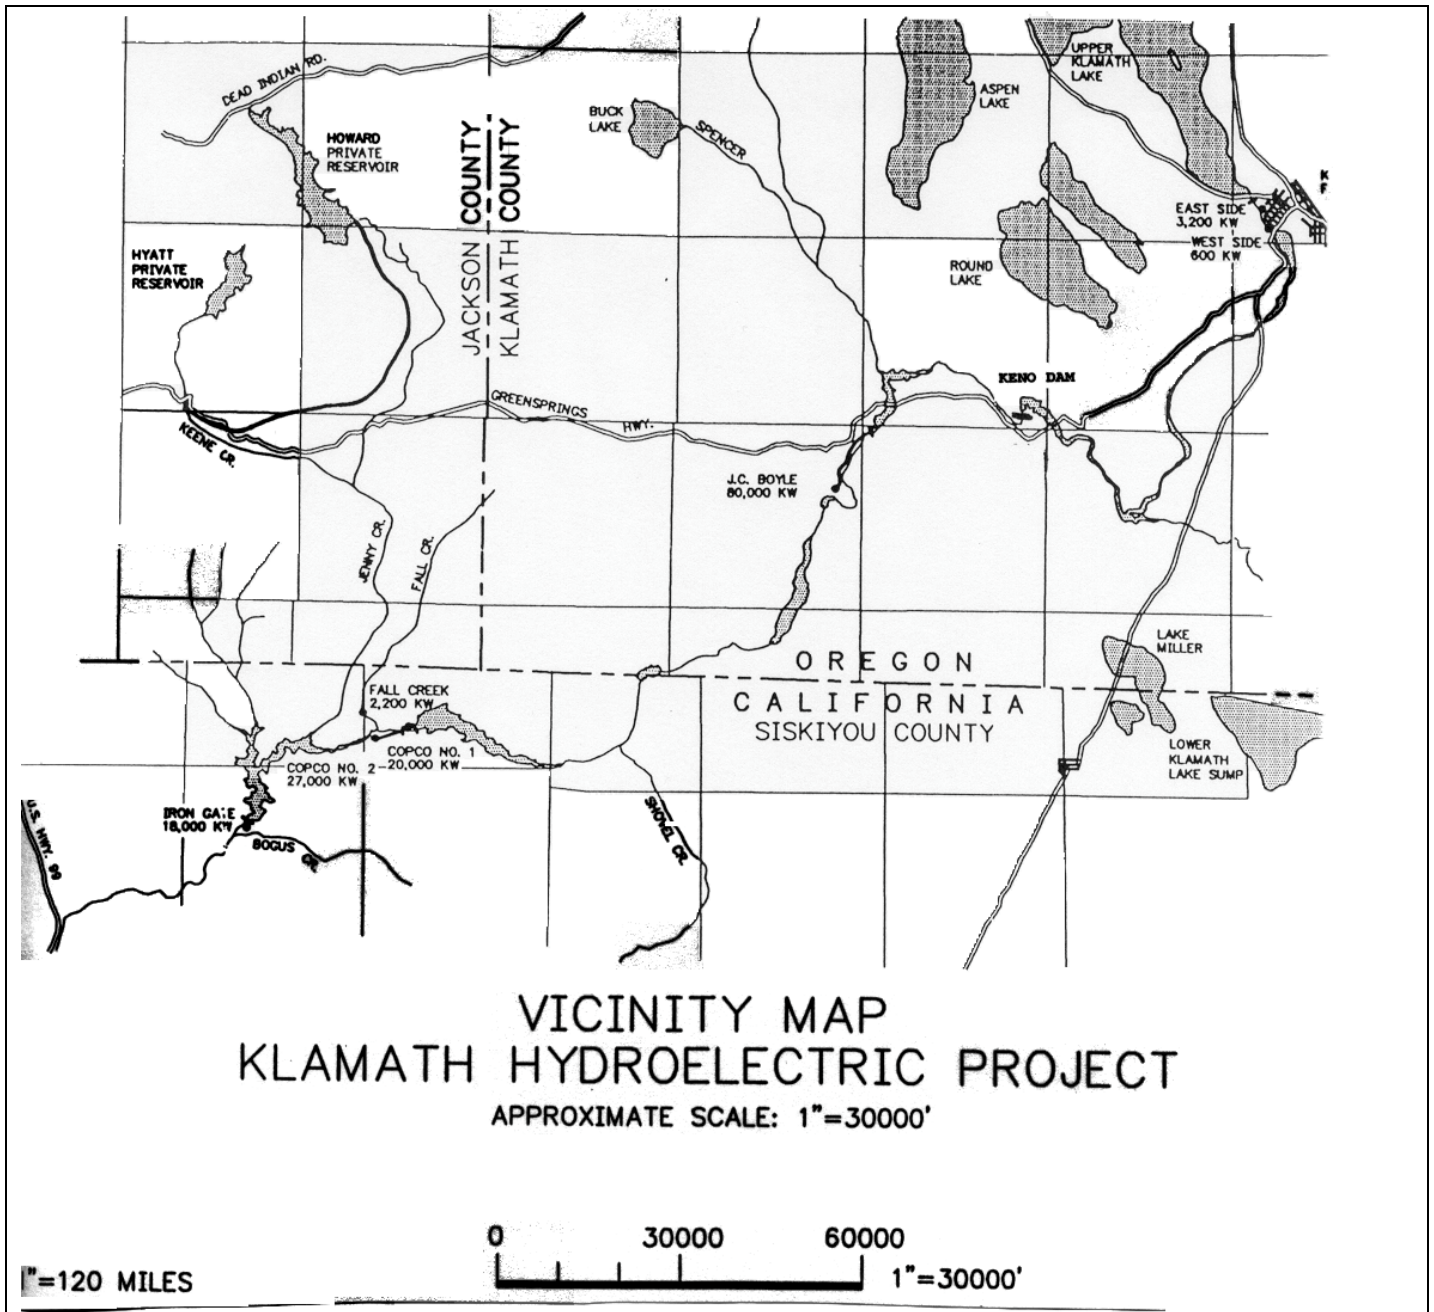 DEAD INDIAN RD.
HOWARD
PRIVATE
RESERVOIR
HYATT
PRIVATE
RESERVOIR
JACKSON COUNTY
KLAMATH COUNTY
BUCK
LAKE
SPENCER
ASPEN
LAKE
UPPER
KLAMATH
LAKE
K
F
EAST SIDE
3,200 KW
WEST SIDE
600 KW
ROUND
LAKE
KENO DAM
GREENSPRINGS
HWY.
KEENE CR.
J.C. BOYLE
80,000 KW
JENNY CR.
FALL CR.
OREGON
CALIFORNIA
SISKIYOU COUNTY
LAKE
MILLER
LOWER
KLAMATH
LAKE SUMP
FALL CREEK
2,200 KW
COPCO NO. 1
20,000 KW
COPCO NO. 2
27,000 KW
IRON GATE
18,000 KW
BOGUS CR.
SHOVEL CR.
U.S. HWY. 99
VICINITY MAP
KLAMATH HYDROELECTRIC PROJECT
APPROXIMATE SCALE: 1"=30000'
0 30000 60000
1"=30000'
1"=120 MILES